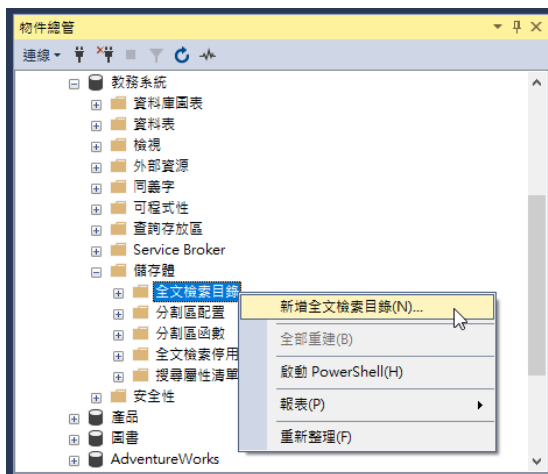 物件總管
連線
教務系統
資料庫圖表
資料表
檢視
外部資源
同義字
可程式性
查詢存放區
Service Broker
儲存體
全文檢索目錄
新增全文檢索目錄(N)...
分割區配置
全部重建(B)
分割區函數
啟動 PowerShell(H)
全文檢索停用
搜尋屬性清單
報表(P)
安全性
重新整理(F)
產品
圖書
AdventureWorks